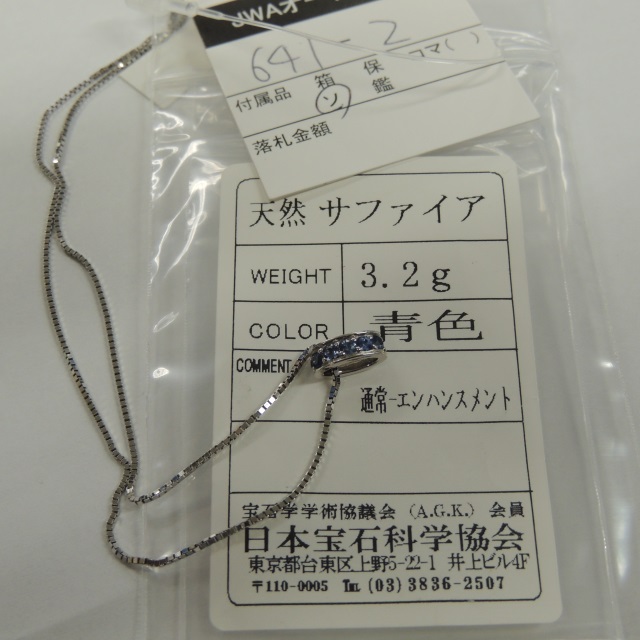 JWAオー
641-2
付属品 箱 保 コマ( )
ソ 鑑
落札金額
天然 サファイア
WEIGHT 3.2g
COLOR 青色
COMMENT
通常-エンハンスメント
宝石学学術協議会 (A.G.K.) 会員
日本宝石科学協会
東京都台東区上野5-22-1 井上ビル4F
〒110-0005 TEL (03) 3836-2507